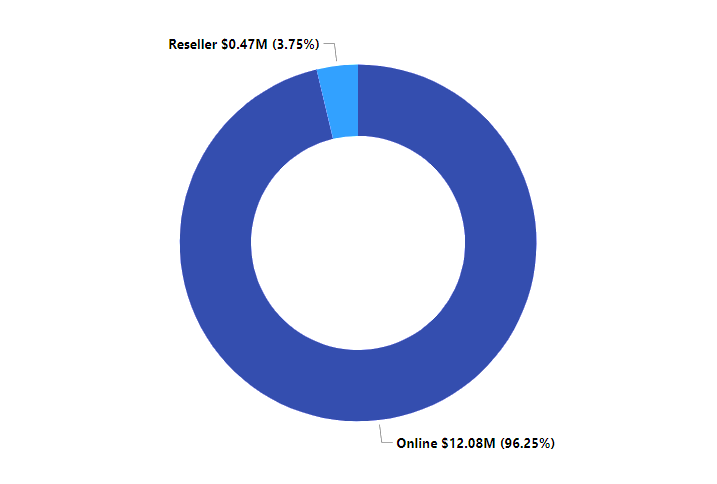 Reseller $0.47M (3.75%)
Online $12.08M (96.25%)